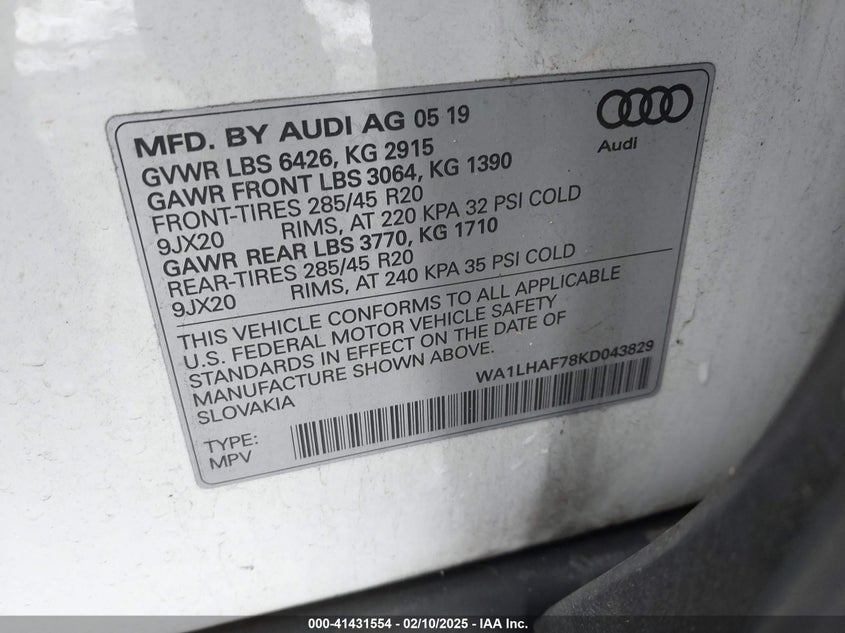 MFD. BY AUDI AG 05 19
Audi
GVWR LBS 6426, KG 2915
GAWR FRONT LBS 3064, KG 1390
FRONT-TIRES 285/45 R20
9JX20 RIMS, AT 220 KPA 32 PSI COLD
GAWR REAR LBS 3770, KG 1710
REAR-TIRES 285/45 R20
9JX20 RIMS, AT 240 KPA 35 PSI COLD
THIS VEHICLE CONFORMS TO ALL APPLICABLE
U.S. FEDERAL MOTOR VEHICLE SAFETY
STANDARDS IN EFFECT ON THE DATE OF
MANUFACTURE SHOWN ABOVE.
SLOVAKIA
WA1LHAF78KD043829
TYPE:
MPV
000-41431554 - 02/10/2025 - IAA Inc.